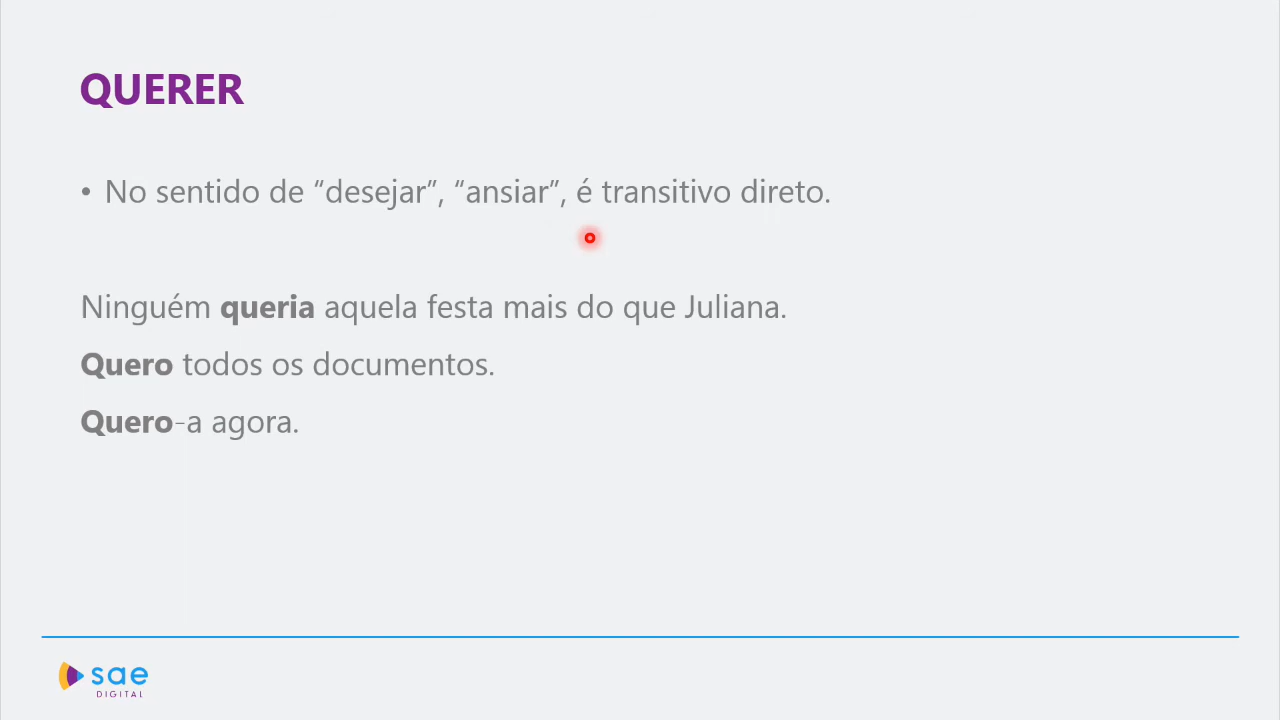 QUERER
• No sentido de “desejar”, “ansiar”, é transitivo direto.
Ninguém queria aquela festa mais do que Juliana.
Quero todos os documentos.
Quero-a agora.
sae
DIGITAL